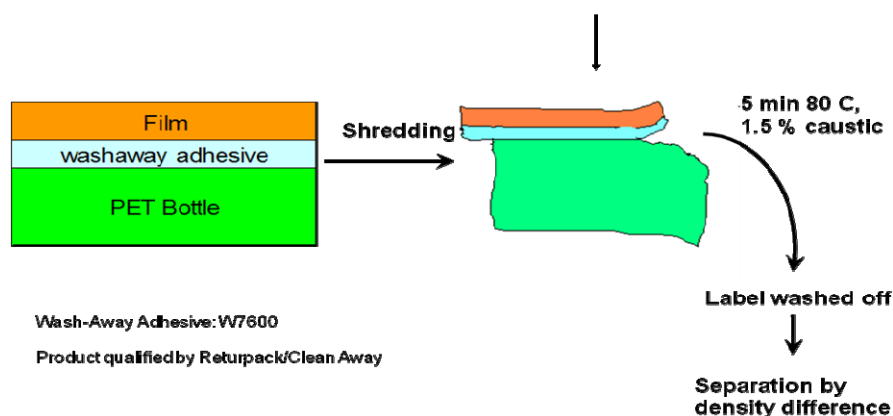 Film
washaway adhesive
PET Bottle
Shredding
5 min 80 C,
1.5 % caustic
Label washed off
Separation by
density difference
Wash-Away Adhesive: W7600
Product qualified by Returpack/Clean Away